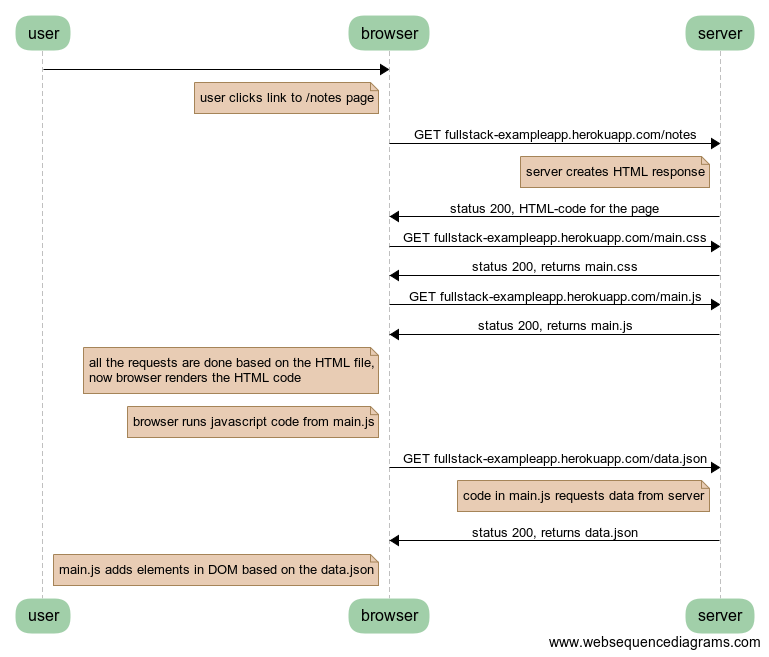 user
browser
server
user clicks link to /notes page
GET fullstack-exampleapp.herokuapp.com/notes
server creates HTML response
status 200, HTML-code for the page
GET fullstack-exampleapp.herokuapp.com/main.css
status 200, returns main.css
GET fullstack-exampleapp.herokuapp.com/main.js
status 200, returns main.js
all the requests are done based on the HTML file,
now browser renders the HTML code
browser runs javascript code from main.js
GET fullstack-exampleapp.herokuapp.com/data.json
code in main.js requests data from server
status 200, returns data.json
main.js adds elements in DOM based on the data.json
user
browser
server
www.websequencediagrams.com